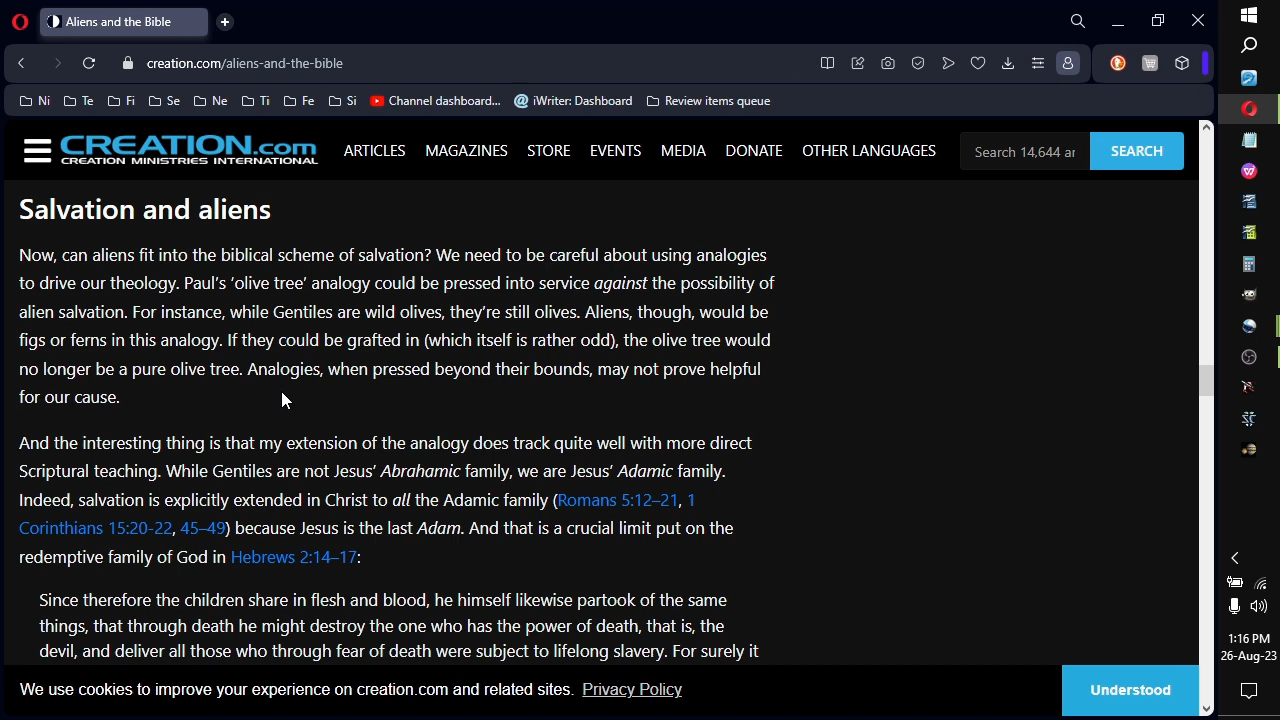 Aliens and the Bible
creation.com/aliens-and-the-bible
Ni Te Fi Se Ne Ti Fe Si Channel dashboard... iWriter: Dashboard Review items queue
CREATION.com
CREATION MINISTRIES INTERNATIONAL
ARTICLES MAGAZINES STORE EVENTS MEDIA DONATE OTHER LANGUAGES Search 14,644 ar SEARCH
Salvation and aliens
Now, can aliens fit into the biblical scheme of salvation? We need to be careful about using analogies
to drive our theology. Paul's ‘olive tree’ analogy could be pressed into service against the possibility of
alien salvation. For instance, while Gentiles are wild olives, they're still olives. Aliens, though, would be
figs or ferns in this analogy. If they could be grafted in (which itself is rather odd), the olive tree would
no longer be a pure olive tree. Analogies, when pressed beyond their bounds, may not prove helpful
for our cause.
And the interesting thing is that my extension of the analogy does track quite well with more direct
Scriptural teaching. While Gentiles are not Jesus’ Abrahamic family, we are Jesus’ Adamic family.
Indeed, salvation is explicitly extended in Christ to all the Adamic family (Romans 5:12–21, 1
Corinthians 15:20-22, 45–49) because Jesus is the last Adam. And that is a crucial limit put on the
redemptive family of God in Hebrews 2:14–17:
Since therefore the children share in flesh and blood, he himself likewise partook of the same
things, that through death he might destroy the one who has the power of death, that is, the
devil, and deliver all those who through fear of death were subject to lifelong slavery. For surely it
We use cookies to improve your experience on creation.com and related sites. Privacy Policy
Understood
1:16 PM
26-Aug-23